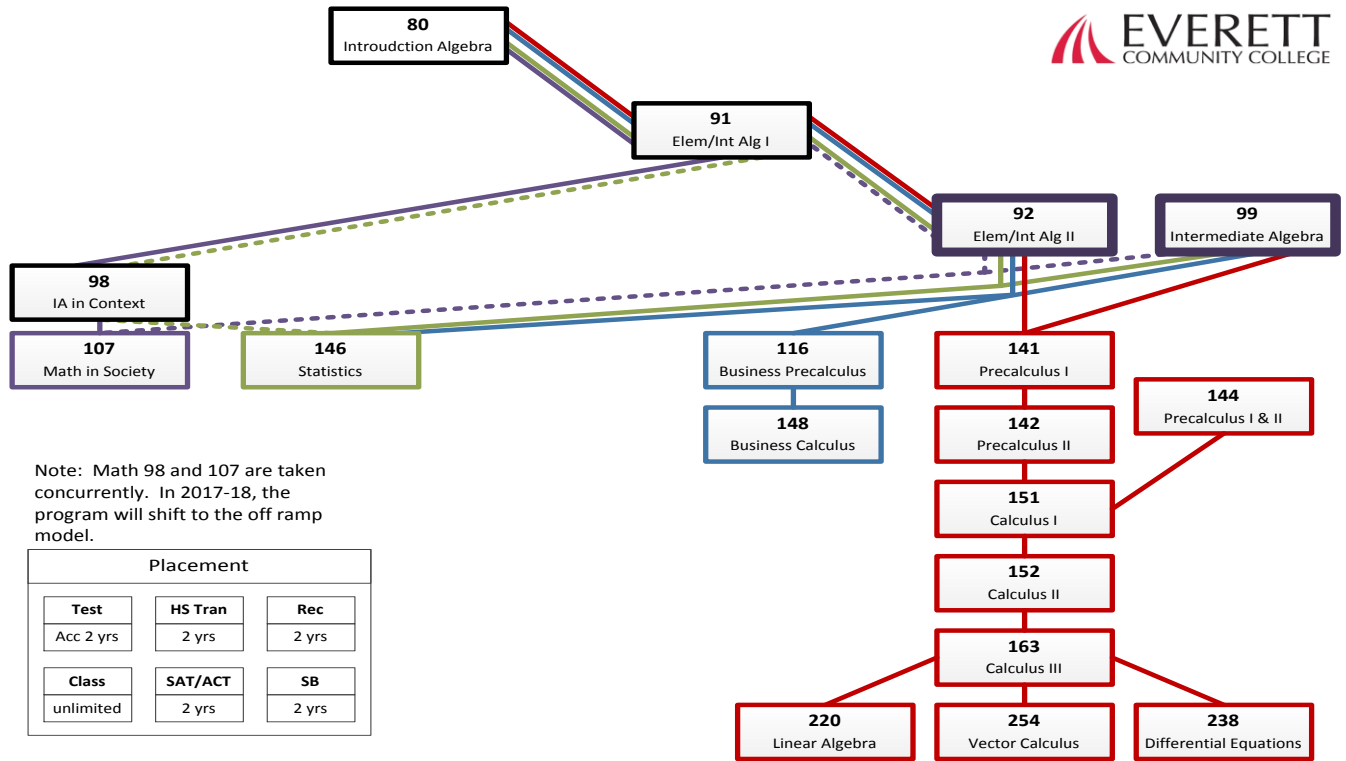 80
Introudction Algebra
EVERETT
COMMUNITY COLLEGE
91
Elem/Int Alg I
92
Elem/Int Alg II
99
Intermediate Algebra
98
IA in Context
107
Math in Society
146
Statistics
116
Business Precalculus
141
Precalculus I
144
Precalculus I & II
148
Business Calculus
142
Precalculus II
Note: Math 98 and 107 are taken
concurrently. In 2017-18, the
program will shift to the off ramp
model.
151
Calculus I
Placement
Test
HS Tran
Rec
Acc 2 yrs
2 yrs
2 yrs
Class
SAT/ACT
SB
unlimited
2 yrs
2 yrs
152
Calculus II
163
Calculus III
220
Linear Algebra
254
Vector Calculus
238
Differential Equations